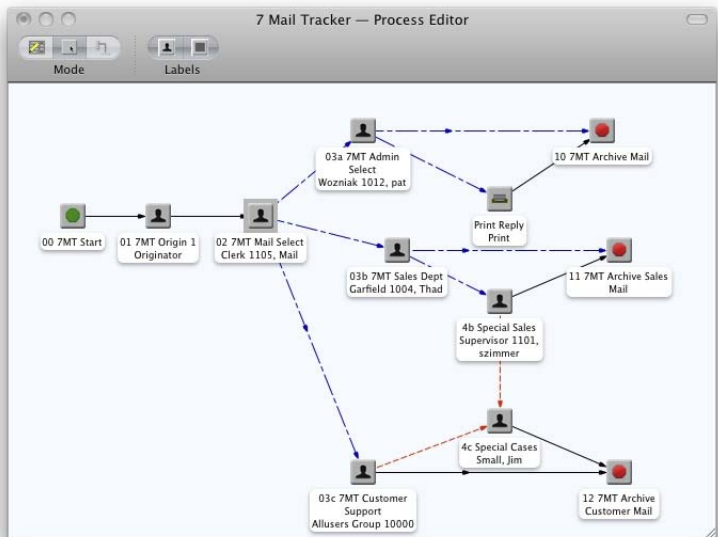 7 Mail Tracker — Process Editor
Mode
Labels
03a 7MT Admin
Select
Wozniak 1012, pat
10 7MT Archive Mail
00 7MT Start
01 7MT Origin 1
Originator
02 7MT Mail Select
Clerk 1105, Mail
Print Reply
Print
03b 7MT Sales Dept
Garfield 1004, Thad
11 7MT Archive Sales
Mail
4b Special Sales
Supervisor 1101,
szimmer
4c Special Cases
Small, Jim
03c 7MT Customer
Support
Allusers Group 10000
12 7MT Archive
Customer Mail